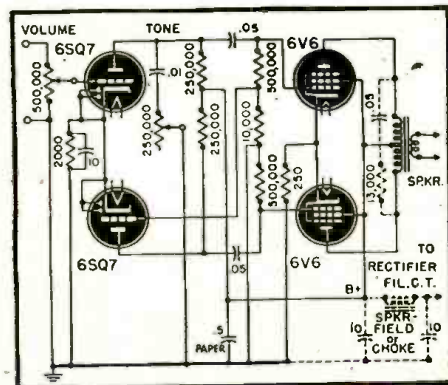 VOLUME
6SQ7
TONE
.05
6V6
500,000
.01
250,000
250,000
500,000
.05
2000
10
250,000
10,000
SPKR.
13,000
500,000
250
6SQ7
.05
6V6
TO
RECTIFIER
FIL.C.T.
B+
.5
PAPER
SPKR-
FIELD
or
CHOKE
10
10